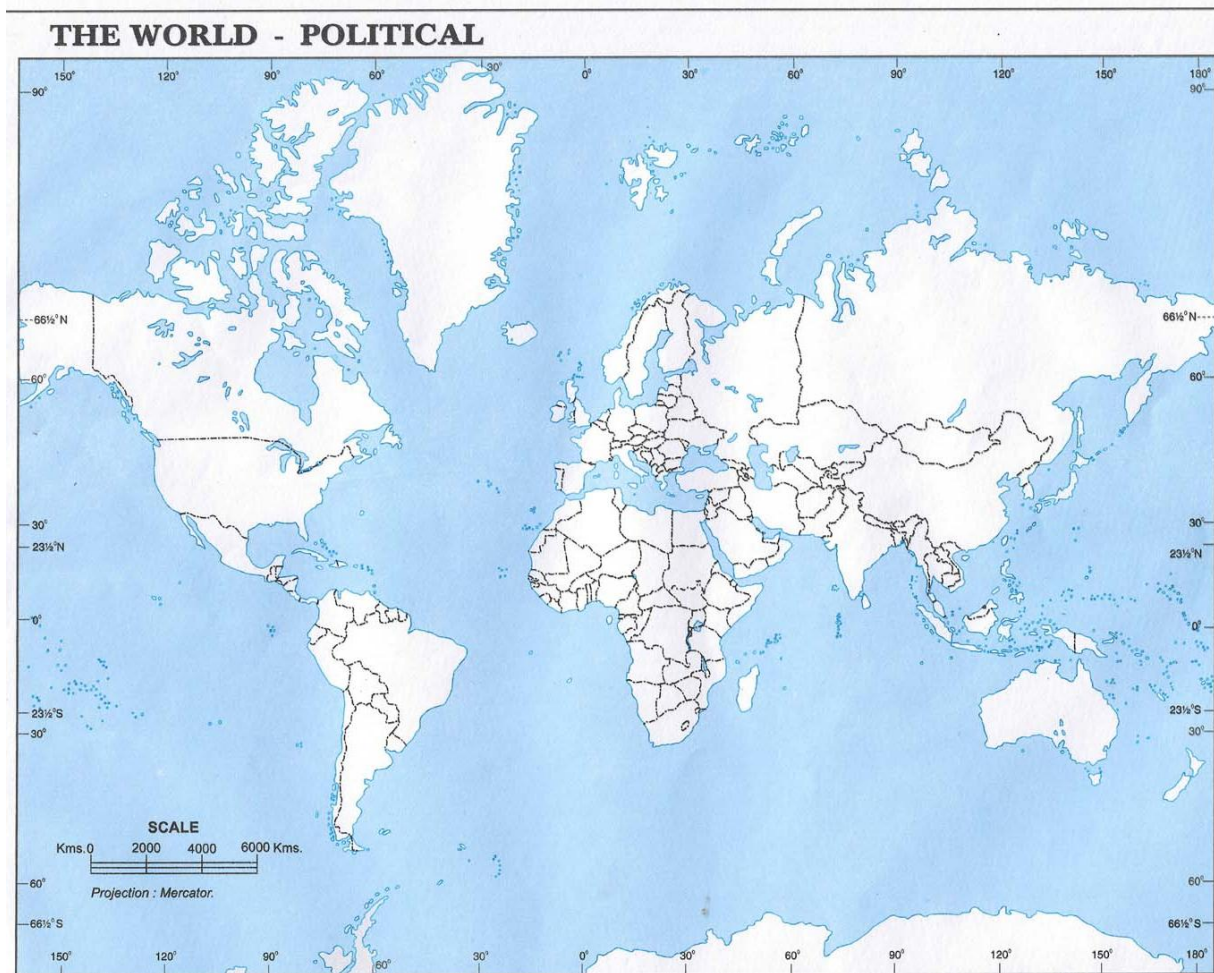 THE WORLD - POLITICAL
150° 120° 90° 60° 30° 0° 30° 60° 90° 120° 150° 180°
90° 90°
66½° N 66½° N
60° 60°
30° 30°
23½° N 23½° N
0° 0°
23½° S 23½° S
30° 30°
SCALE
Kms. 0 2000 4000 6000 Kms.
Projection : Mercator.
60° 60°
66½° S 66½° S
150° 120° 90° 60° 30° 0° 30° 60° 90° 120° 150° 180°